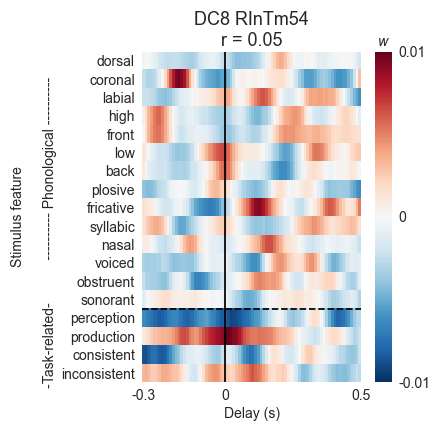 DC8 RInTm54
r = 0.05
w
dorsal
coronal
labial
high
front
low
back
plosive
fricative
syllabic
nasal
voiced
obstruent
sonorant
perception
production
consistent
inconsistent
Stimulus feature
-Task-related- ---------- Phonological ----------
-0.3 0 0.5
Delay (s)
0.01
0
-0.01